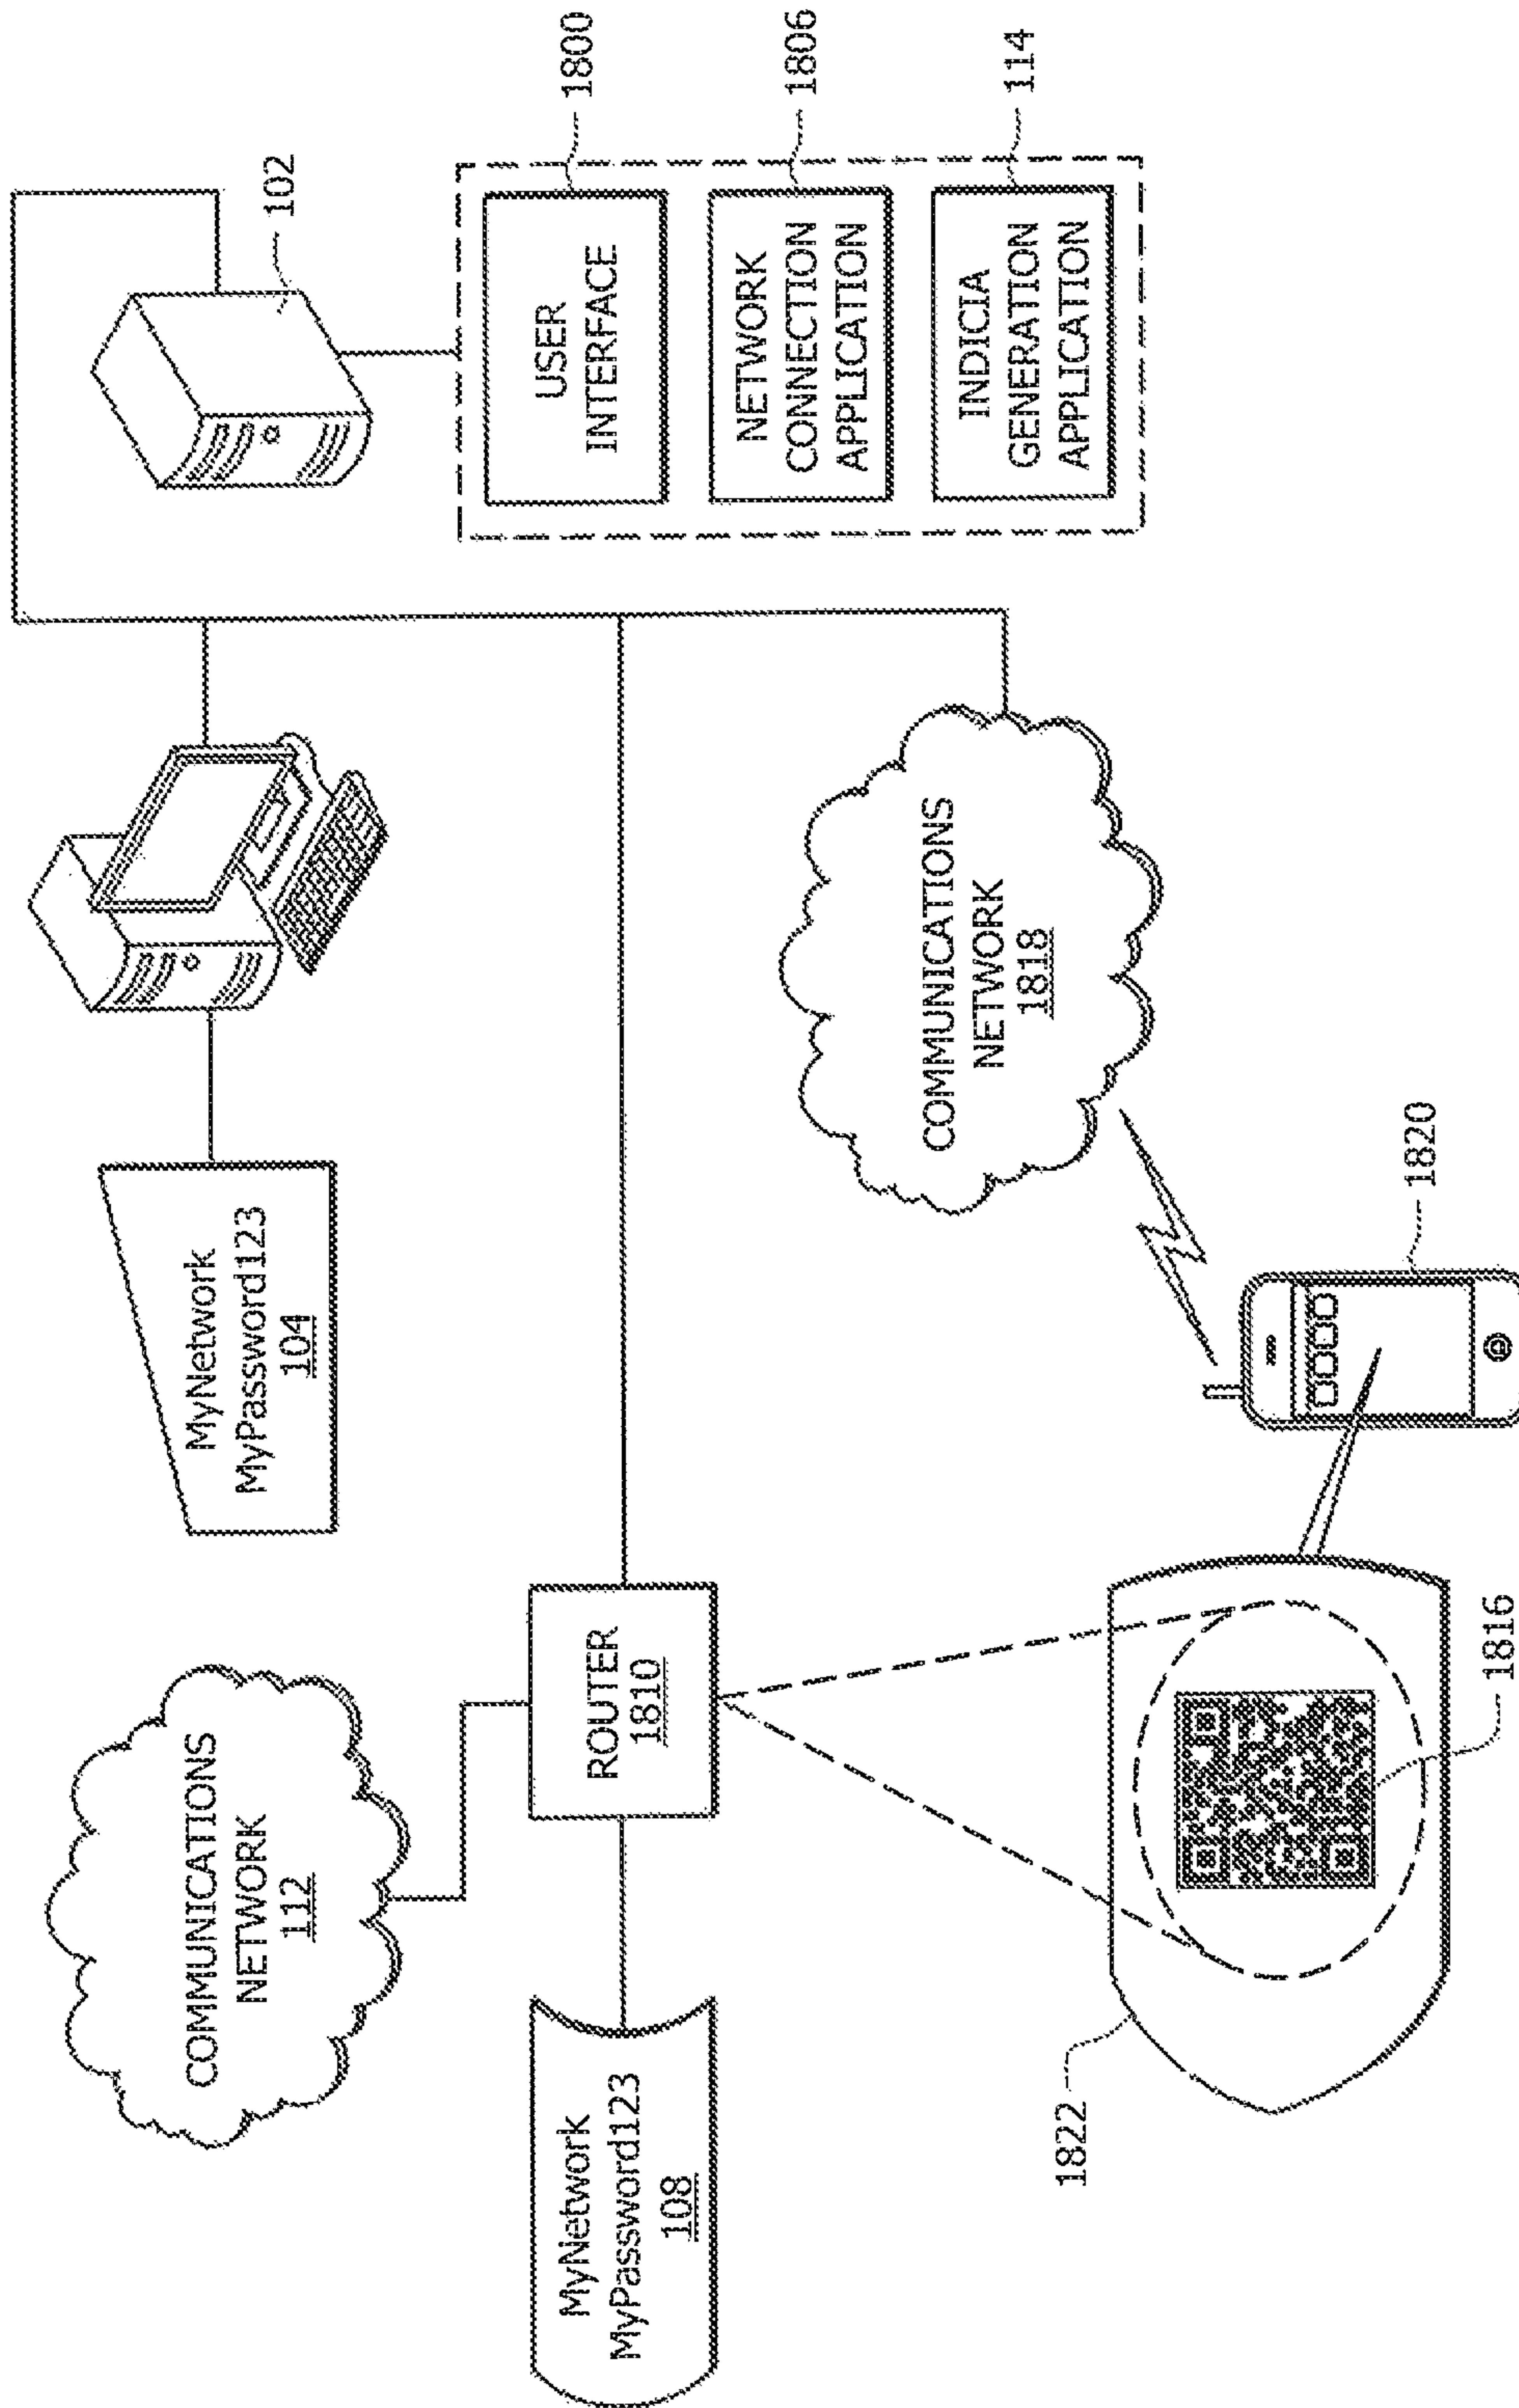 102
USER
INTERFACE
1800
NETWORK
CONNECTION
APPLICATION
1806
INDICIA
GENERATION
APPLICATION
114
MyNetwork
MyPassword123
104
COMMUNICATIONS
NETWORK
112
ROUTER
1810
MyNetwork
MyPassword123
108
COMMUNICATIONS
NETWORK
1818
1820
1822
1816